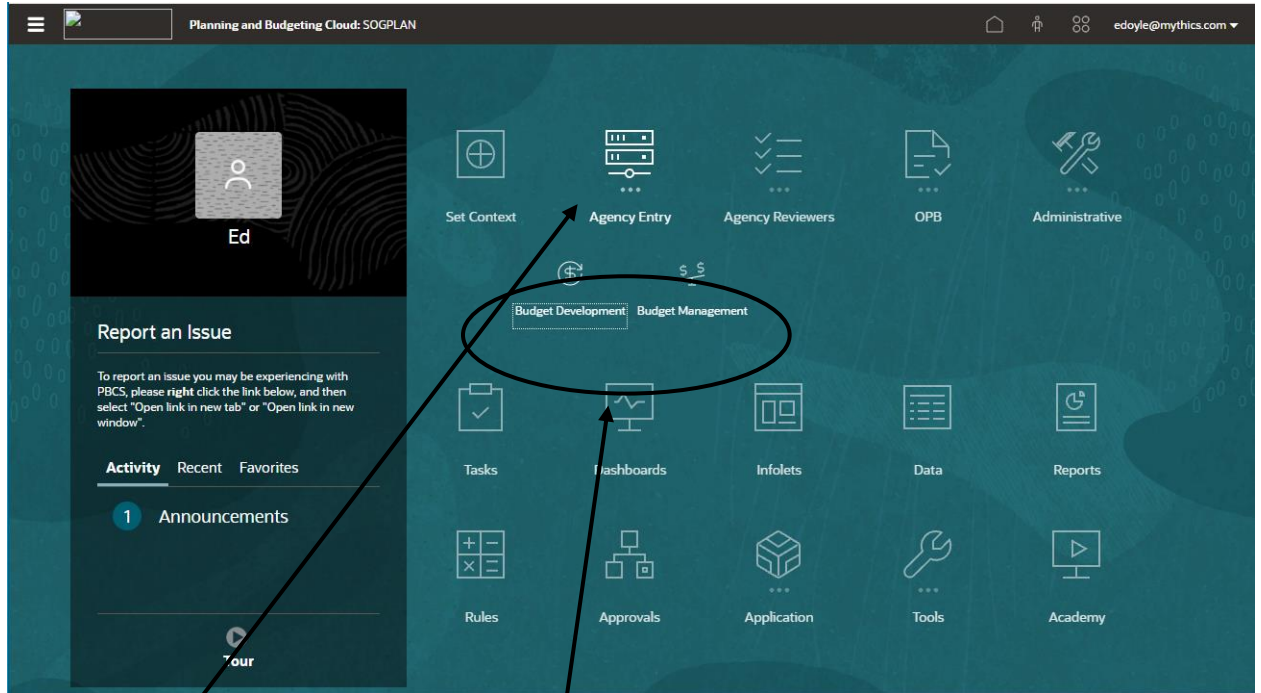 Planning and Budgeting Cloud: SOGPLAN
edoyle@mythics.com
Ed
Report an Issue
To report an issue you may be experiencing with
PBCS, please right click the link below, and then
select "Open link in new tab" or "Open link in new
window".
Activity Recent Favorites
1 Announcements
Tour
Set Context Agency Entry Agency Reviewers OPB Administrative
Budget Development Budget Management
Tasks Dashboards Infolets Data Reports
Rules Approvals Application Tools Academy